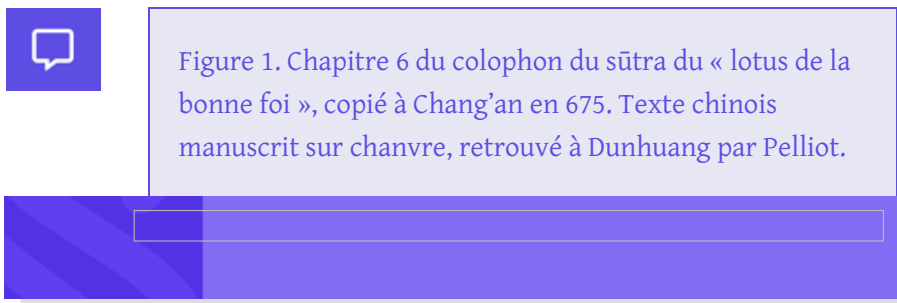 Figure 1. Chapitre 6 du colophon du sūtra du « lotus de la
bonne foi », copié à Chang’an en 675. Texte chinois
manuscrit sur chanvre, retrouvé à Dunhuang par Pelliot.